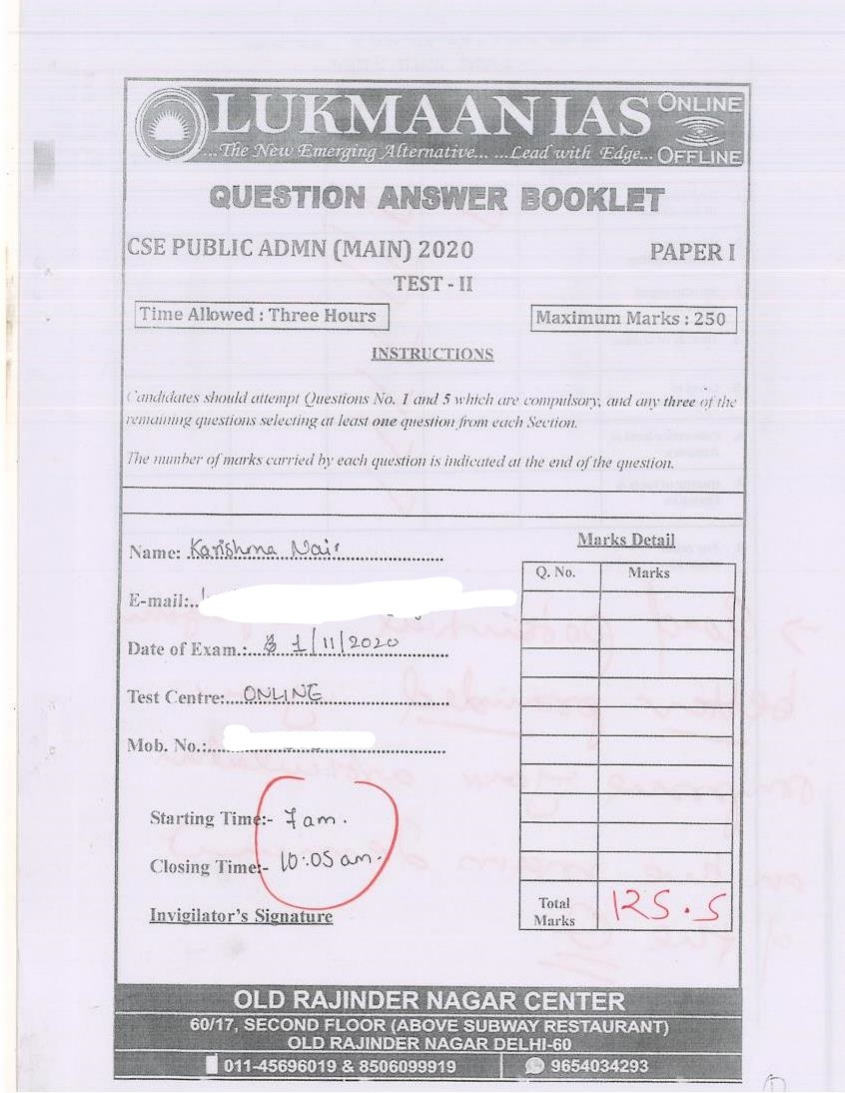 LUKMAAN IAS ONLINE
...The New Emerging Alternative... ...Lead with Edge... OFFLINE
QUESTION ANSWER BOOKLET
CSE PUBLIC ADMN (MAIN) 2020 PAPER I
TEST - II
Time Allowed : Three Hours Maximum Marks : 250
INSTRUCTIONS
Candidates should attempt Questions No. 1 and 5 which are compulsory, and any three of the
remaining questions selecting at least one question from each Section.
The number of marks carried by each question is indicated at the end of the question.
Name: Karishma Nair
E-mail:
Date of Exam.: 1/11/2020
Test Centre: ONLINE
Mob. No.:
Marks Detail
Q. No. Marks
Starting Time:- 7 am.
Closing Time:- 10:05 am.
Invigilator's Signature
Total Marks 125.5
OLD RAJINDER NAGAR CENTER
60/17, SECOND FLOOR (ABOVE SUBWAY RESTAURANT)
OLD RAJINDER NAGAR DELHI-60
011-45696019 & 8506099919 9654034293